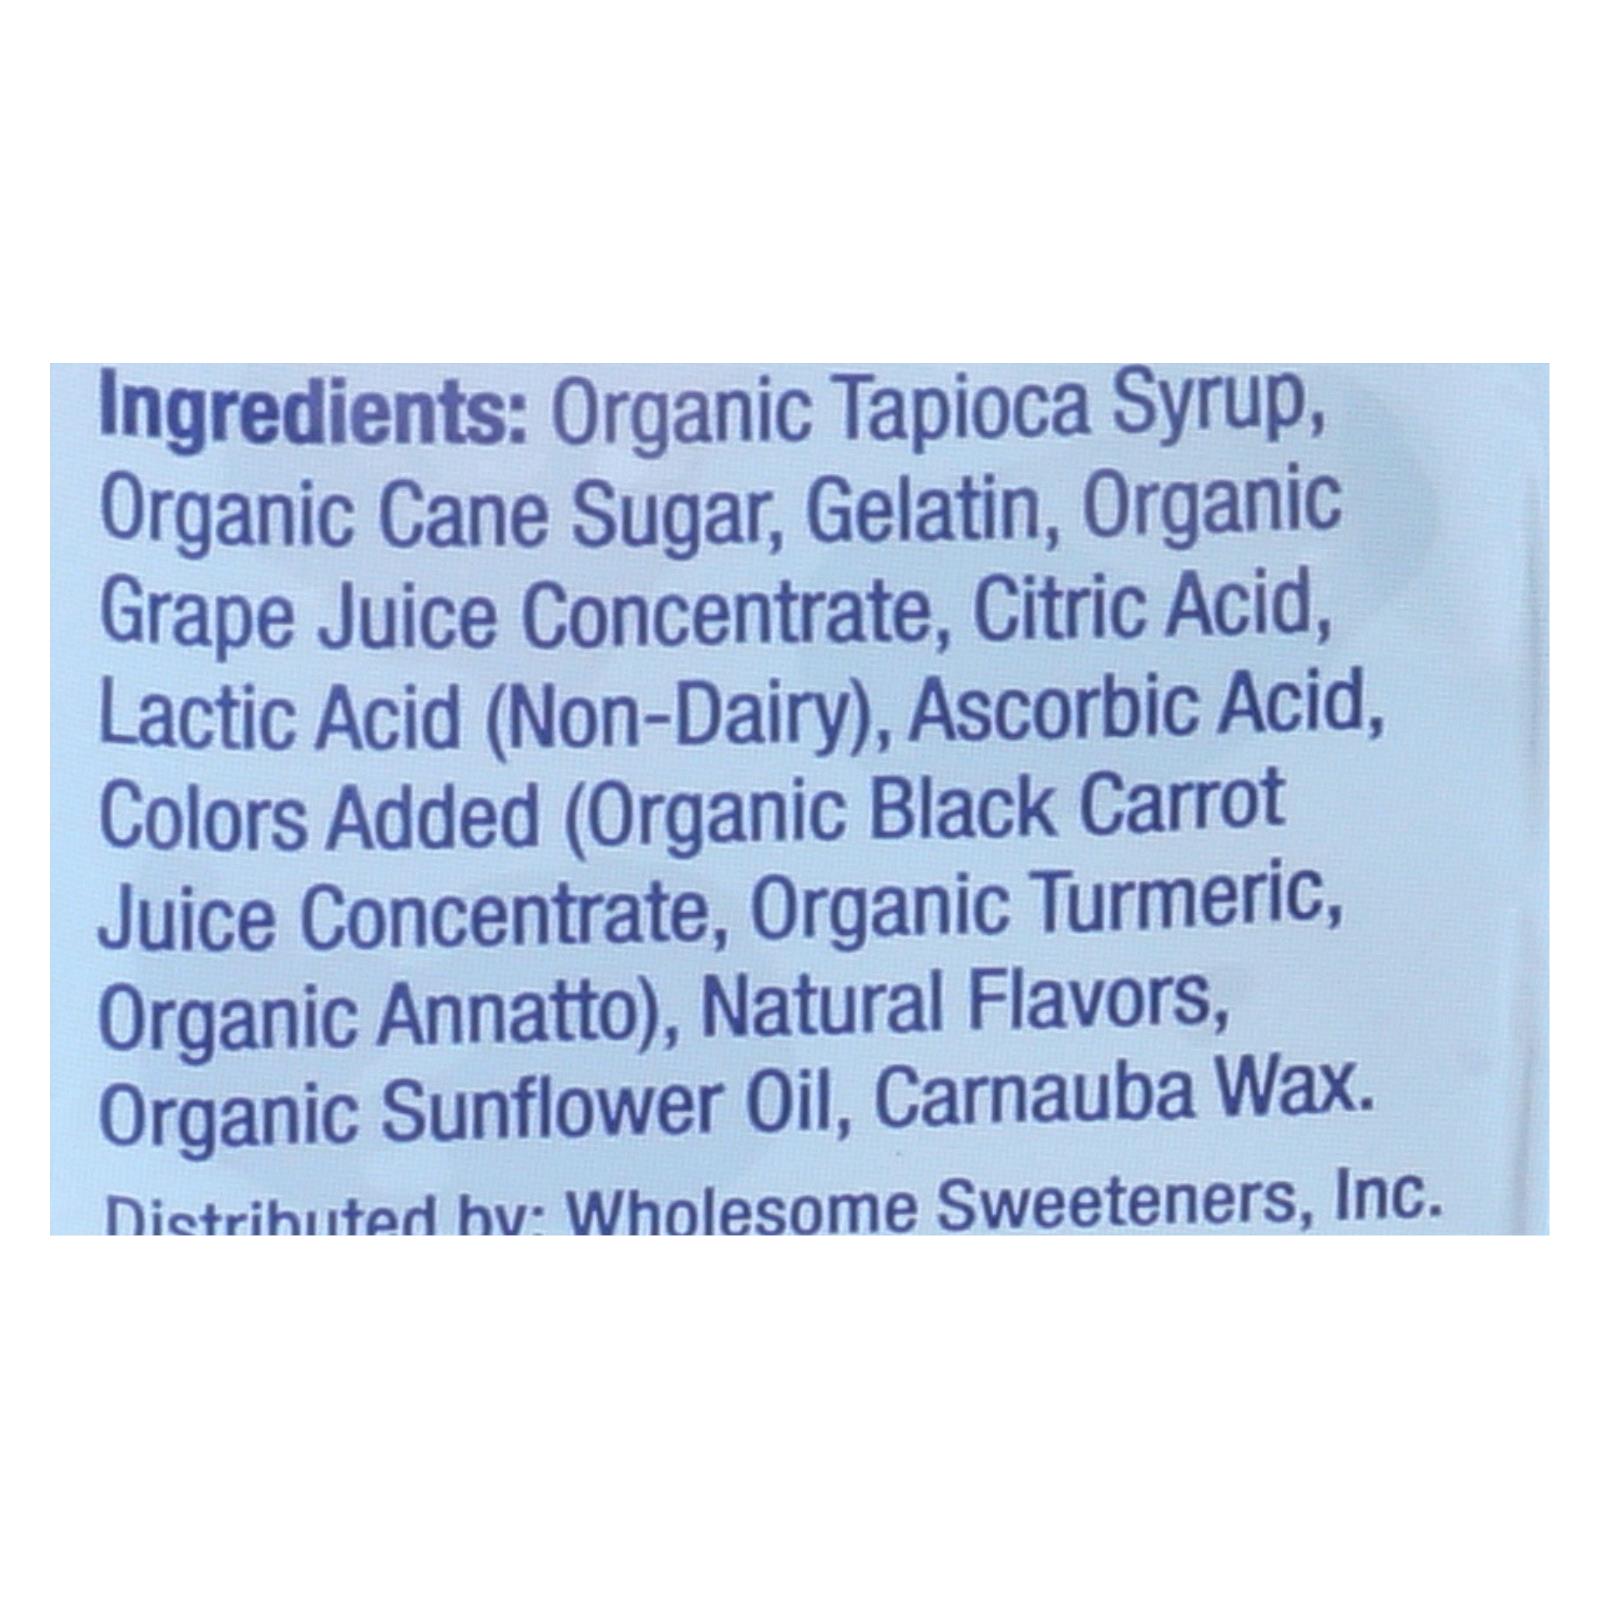 Ingredients: Organic Tapioca Syrup,
Organic Cane Sugar, Gelatin, Organic
Grape Juice Concentrate, Citric Acid,
Lactic Acid (Non-Dairy), Ascorbic Acid,
Colors Added (Organic Black Carrot
Juice Concentrate, Organic Turmeric,
Organic Annatto), Natural Flavors,
Organic Sunflower Oil, Carnauba Wax.
Distributed by: Wholesome Sweeteners, Inc.